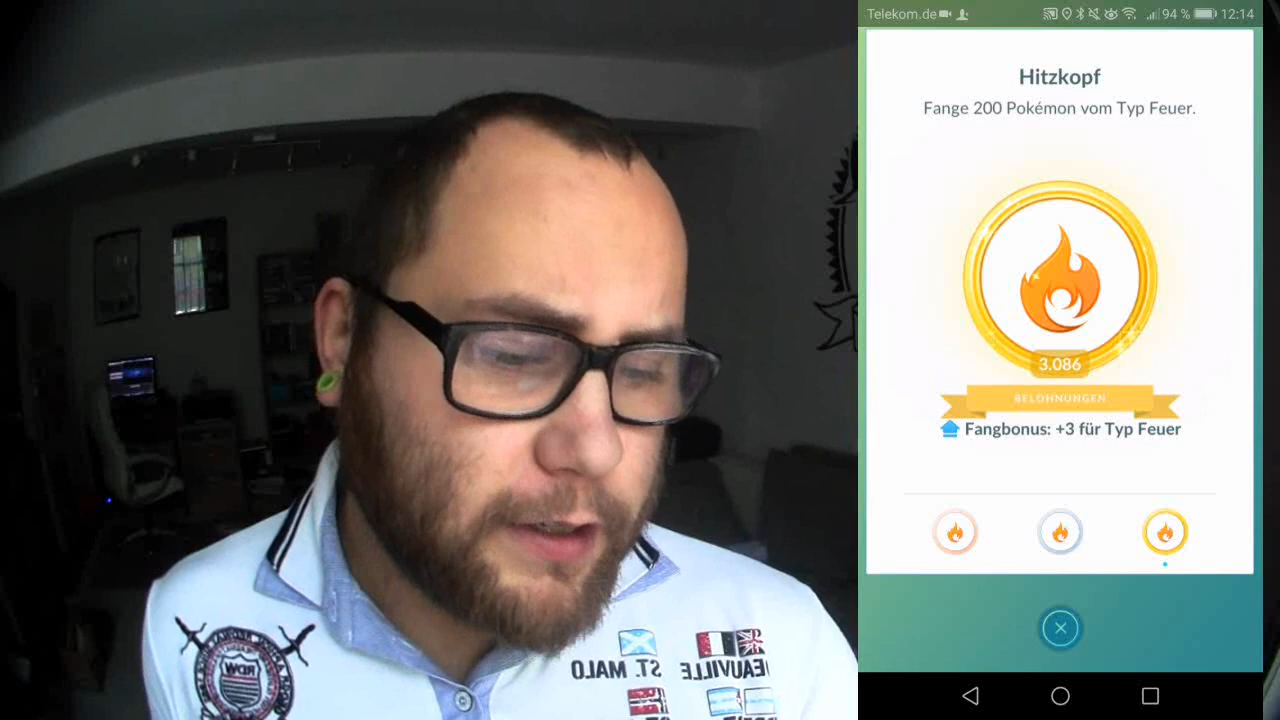 Telekom.de 94 % 12:14
Hitzkopf
Fange 200 Pokémon vom Typ Feuer.
3.086
BELOHNUNGEN
Fangbonus: +3 für Typ Feuer
ST. MALO
DEAUVILLE